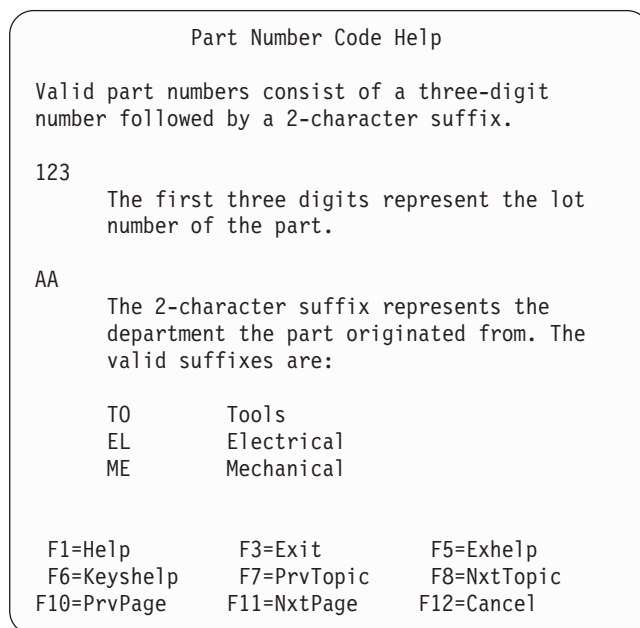 Part Number Code Help
Valid part numbers consist of a three-digit
number followed by a 2-character suffix.
123
The first three digits represent the lot
number of the part.
AA
The 2-character suffix represents the
department the part originated from. The
valid suffixes are:
TO Tools
EL Electrical
ME Mechanical
F1=Help F3=Exit F5=Exhelp
F6=Keyshelp F7=PrvTopic F8=NxtTopic
F10=PrvPage F11=NxtPage F12=Cancel